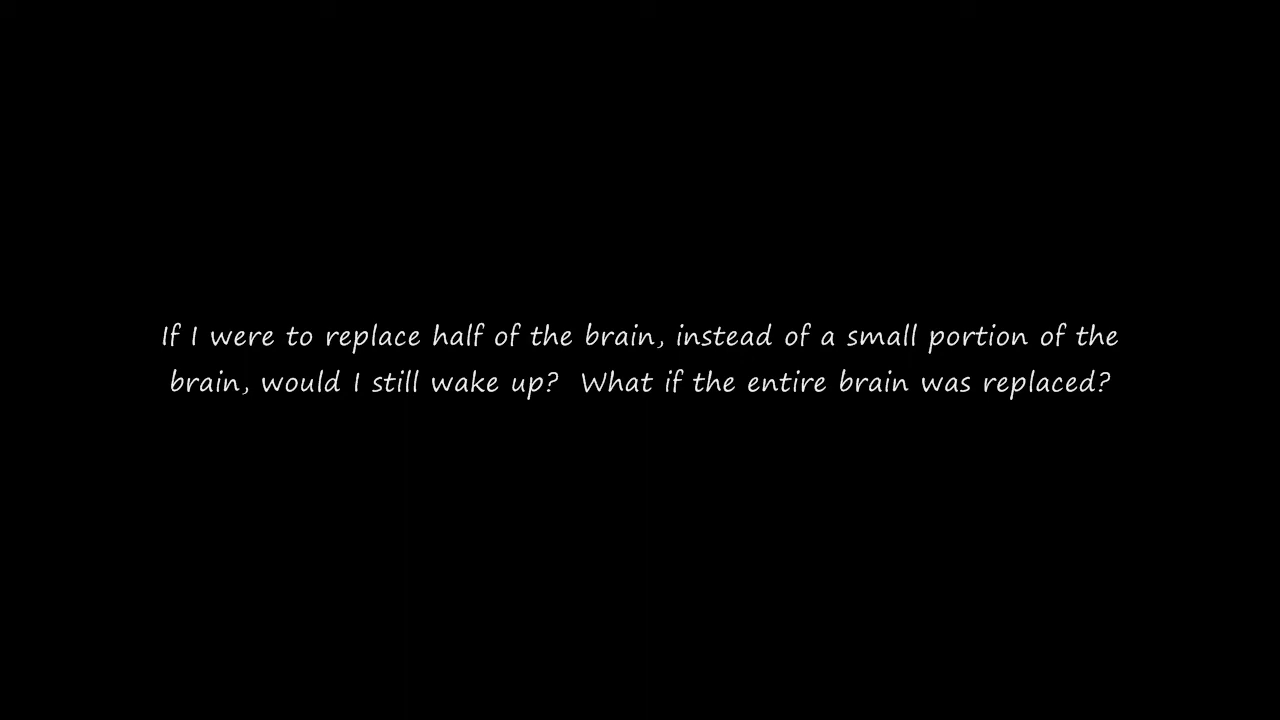 If I were to replace half of the brain, instead of a small portion of the
brain, would I still wake up?  What if the entire brain was replaced?